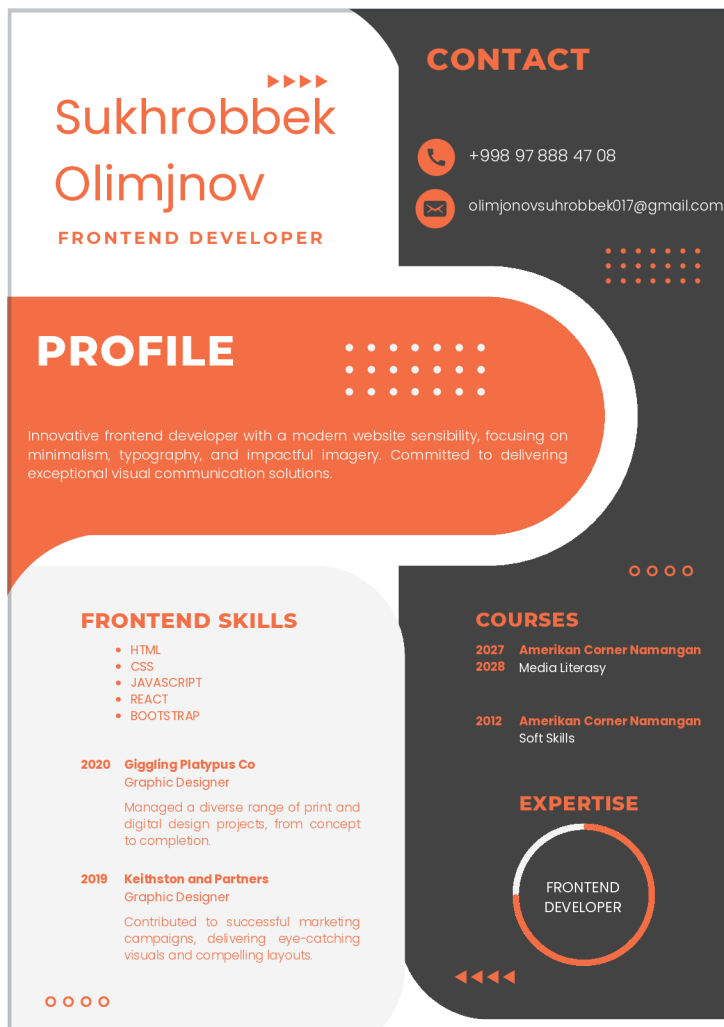 Sukhrobbek
Olimjnov
FRONTEND DEVELOPER
CONTACT
+998 97 888 47 08
olimjonovsuhrobbek017@gmail.com
PROFILE
Innovative frontend developer with a modern website sensibility, focusing on
minimalism, typography, and impactful imagery. Committed to delivering
exceptional visual communication solutions.
FRONTEND SKILLS
• HTML
• CSS
• JAVASCRIPT
• REACT
• BOOTSTRAP
2020 Giggling Platypus Co
Graphic Designer
Managed a diverse range of print and
digital design projects, from concept
to completion.
2019 Keithston and Partners
Graphic Designer
Contributed to successful marketing
campaigns, delivering eye-catching
visuals and compelling layouts.
COURSES
2027 Amerikan Corner Namangan
2028 Media Literasy
2012 Amerikan Corner Namangan
Soft Skills
EXPERTISE
FRONTEND
DEVELOPER